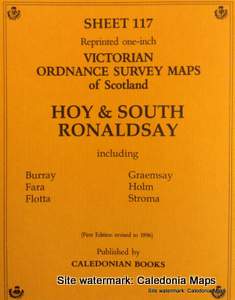 SHEET 117
Reprinted one-inch
VICTORIAN
ORDNANCE SURVEY MAPS
of Scotland
HOY & SOUTH
RONALDSAY
including
Burray Graemsay
Fara Holm
Flotta Stroma
(First Edition revised to 1896)
Published by
CALEDONIAN BOOKS
Site watermark: Caledonia Maps
Site watermark: Caledonia Maps